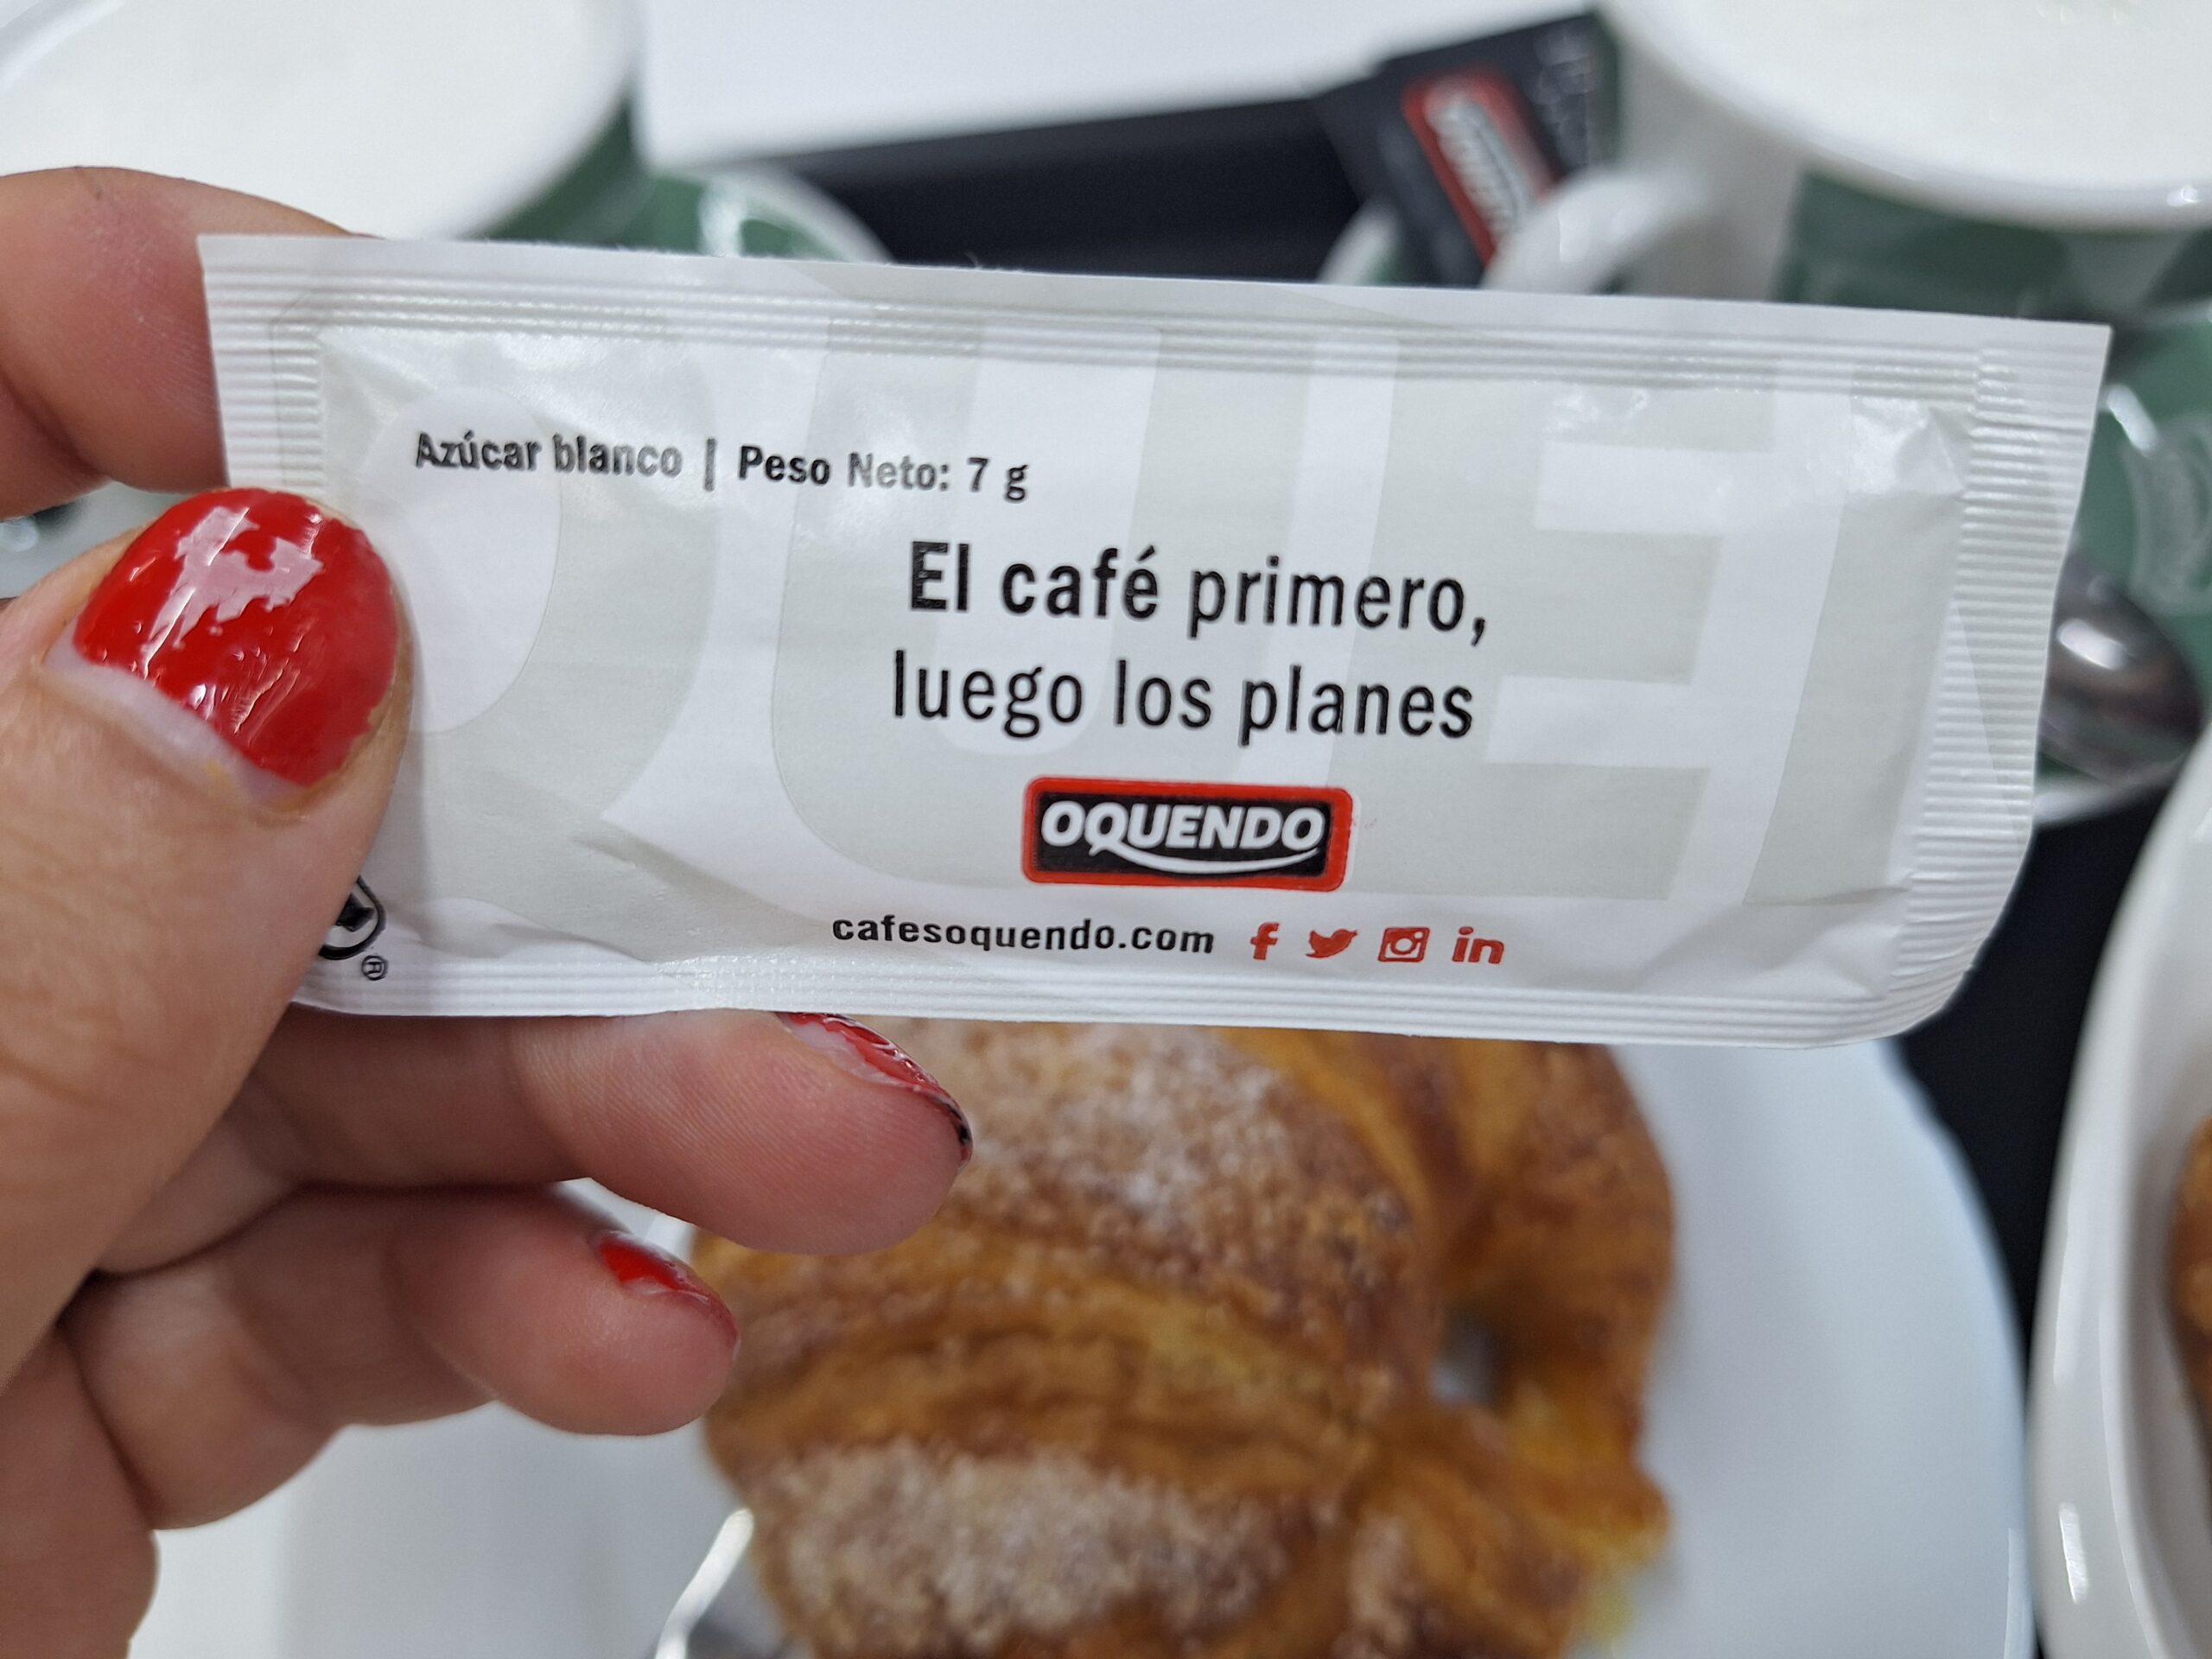 Azúcar blanco | Peso Neto: 7 g
El café primero,
luego los planes
OQUENDO
cafesoquendo.com